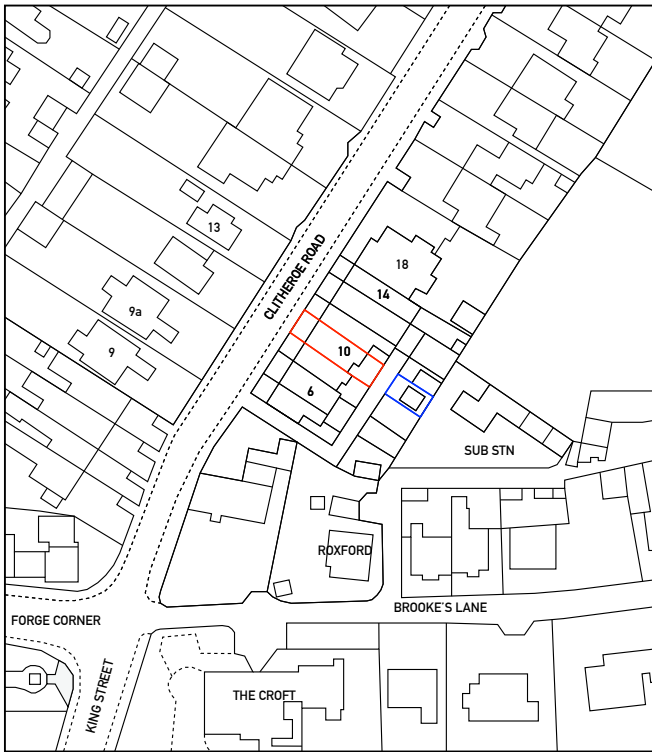 13
CLITHEROE ROAD
18
14
9a
10
9
6
SUB STN
ROXFORD
BROOKE'S LANE
FORGE CORNER
KING STREET
THE CROFT